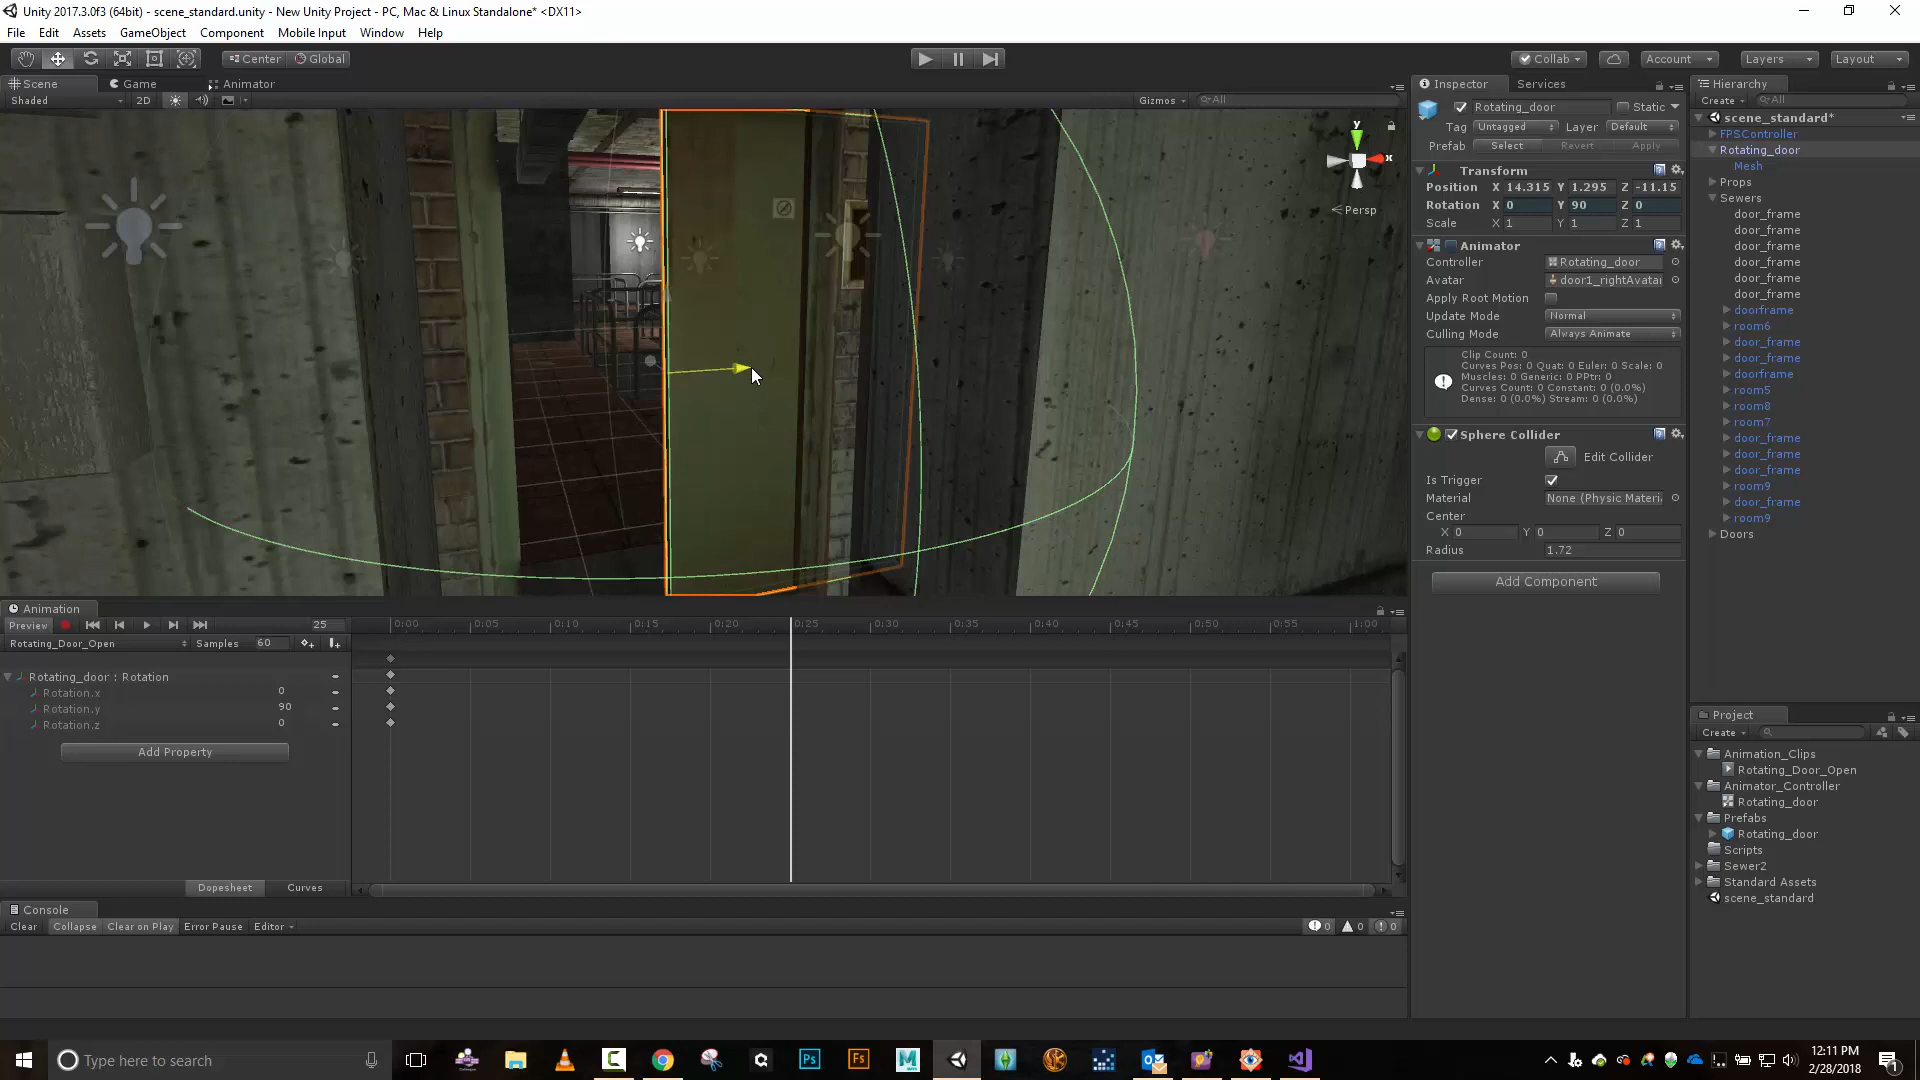 Unity 2017.3.0f3 (64bit) - scene_standard.unity - New Unity Project - PC, Mac & Linux Standalone* <DX11>
File Edit Assets GameObject Component Mobile Input Window Help
Center Global Collab Account Layers Layout
Scene Game Animator
Shaded 2D Gizmos All
y
x
Persp
Inspector Services
Rotating_door Static
Tag Untagged Layer Default
Prefab Select Revert Apply
Transform
Position X 14.315 Y 1.295 Z -11.15
Rotation X 0 Y 90 Z 0
Scale X 1 Y 1 Z 1
Animator
Controller Rotating_door
Avatar door1_rightAvatar
Apply Root Motion
Update Mode Normal
Culling Mode Always Animate
Clip Count: 0
Curves Pos: 0 Quat: 0 Euler: 0 Scale: 0
Muscles: 0 Generic: 0 PPtr: 0
Curves Count: 0 Constant: 0 (0.0%)
Dense: 0 (0.0%) Stream: 0 (0.0%)
Sphere Collider
Edit Collider
Is Trigger
Material None (Physic Materi
Center
X 0 Y 0 Z 0
Radius 1.72
Add Component
Hierarchy
Create All
scene_standard*
FPSController
Rotating_door
Mesh
Props
Sewers
door_frame
door_frame
door_frame
door_frame
door_frame
door_frame
doorframe
room6
door_frame
door_frame
doorframe
room5
room8
room7
door_frame
door_frame
door_frame
room9
door_frame
room9
Doors
Project
Create
Animation_Clips
Rotating_Door_Open
Animator_Controller
Rotating_door
Prefabs
Rotating_door
Scripts
Sewer2
Standard Assets
scene_standard
Animation
Preview 25 0:00 0:05 0:10 0:15 0:20 0:25 0:30 0:35 0:40 0:45 0:50 0:55 1:00
Rotating_Door_Open Samples 60
Rotating_door : Rotation
Rotation.x 0
Rotation.y 90
Rotation.z 0
Add Property
Dopesheet Curves
Console
Clear Collapse Clear on Play Error Pause Editor 0 0 0
Type here to search
Ps Fs M
12:11 PM
2/28/2018
1